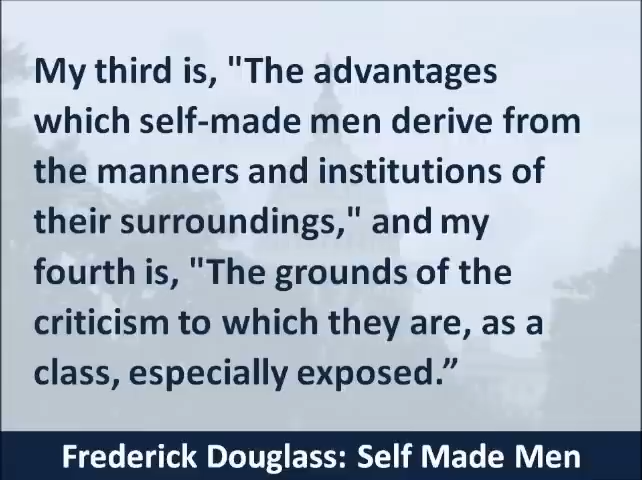 My third is, "The advantages
which self-made men derive from
the manners and institutions of
their surroundings," and my
fourth is, "The grounds of the
criticism to which they are, as a
class, especially exposed.”
Frederick Douglass: Self Made Men